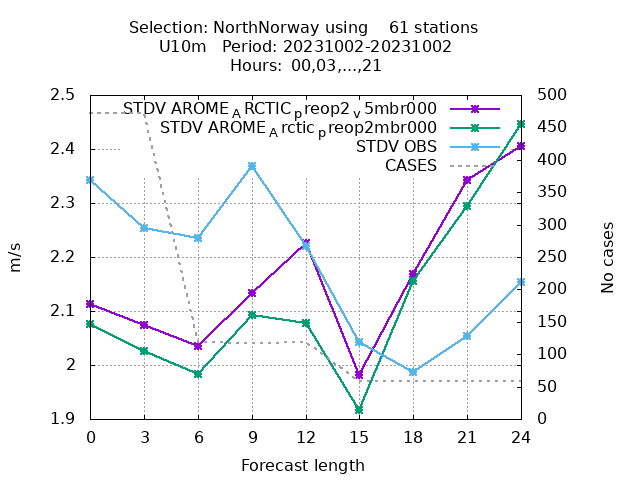 Selection: NorthNorway using    61 stations
U10m   Period: 20231002-20231002
Hours:  00,03,...,21
STDV AROME_ARCTIC_preop2_v5mbr000
STDV AROME_Arctic_preop2mbr000
STDV OBS
CASES
m/s
2.5
2.4
2.3
2.2
2.1
2
1.9
500
450
400
350
300
250
200
150
100
50
0
No cases
0 3 6 9 12 15 18 21 24
Forecast length